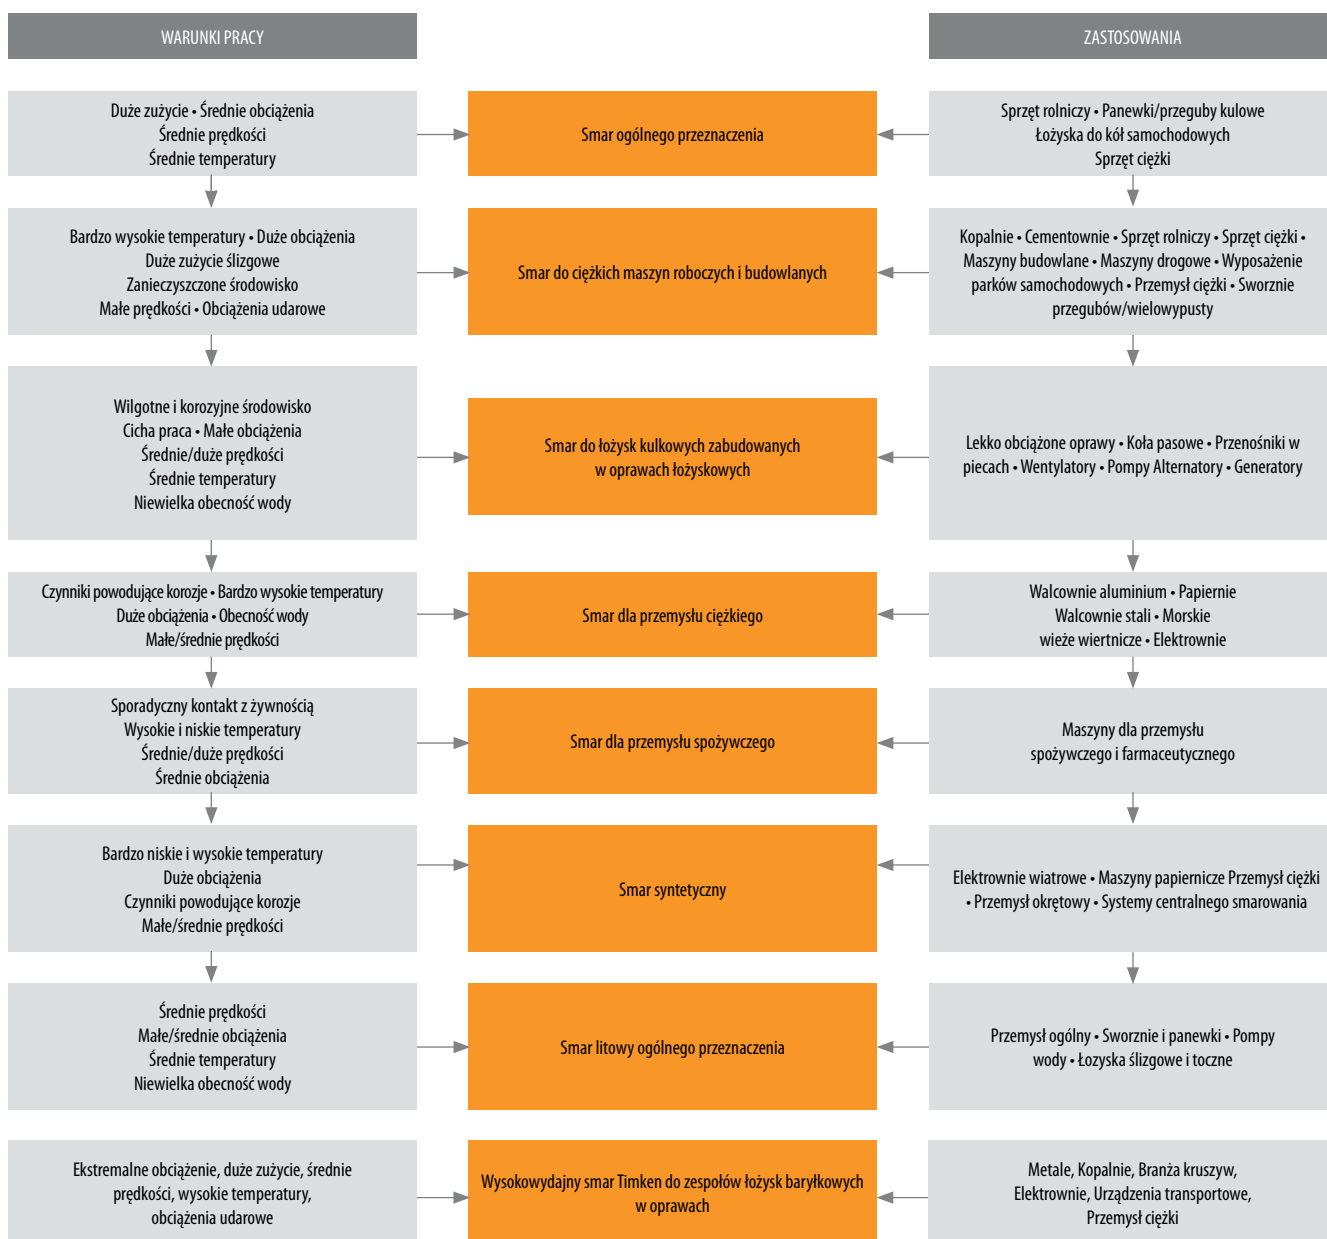 WARUNKI PRACY
ZASTOSOWANIA
Duże zużycie • Średnie obciążenia
Średnie prędkości
Średnie temperatury
Smar ogólnego przeznaczenia
Sprzęt rolniczy • Panewki/przeguby kulowe
Łożyska do kół samochodowych
Sprzęt ciężki
Bardzo wysokie temperatury • Duże obciążenia
Duże zużycie ślizgowe
Zanieczyszczone środowisko
Małe prędkości • Obciążenia udarowe
Smar do ciężkich maszyn roboczych i budowlanych
Kopalnie • Cementownie • Sprzęt rolniczy • Sprzęt ciężki •
Maszyny budowlane • Maszyny drogowe • Wyposażenie
parków samochodowych • Przemysł ciężki • Sworznie
przegubów/wielowypusty
Wilgotne i korozyjne środowisko
Cicha praca • Małe obciążenia
Średnie/duże prędkości
Średnie temperatury
Niewielka obecność wody
Smar do łożysk kulkowych zabudowanych
w oprawach łożyskowych
Lekko obciążone oprawy • Koła pasowe • Przenośniki w
piecach • Wentylatory • Pompy Alternatory • Generatory
Czynniki powodujące korozje • Bardzo wysokie temperatury
Duże obciążenia • Obecność wody
Małe/średnie prędkości
Smar dla przemysłu ciężkiego
Walcownie aluminium • Papiernie
Walcownie stali • Morskie
wieże wiertnicze • Elektrownie
Sporadyczny kontakt z żywnością
Wysokie i niskie temperatury
Średnie/duże prędkości
Średnie obciążenia
Smar dla przemysłu spożywczego
Maszyny dla przemysłu
spożywczego i farmaceutycznego
Bardzo niskie i wysokie temperatury
Duże obciążenia
Czynniki powodujące korozje
Małe/średnie prędkości
Smar syntetyczny
Elektrownie wiatrowe • Maszyny papiernicze Przemysł ciężki
• Przemysł okrętowy • Systemy centralnego smarowania
Średnie prędkości
Małe/średnie obciążenia
Średnie temperatury
Niewielka obecność wody
Smar litowy ogólnego przeznaczenia
Przemysł ogólny • Sworznie i panewki • Pompy
wody • Łozyska ślizgowe i toczne
Ekstremalne obciążenie, duże zużycie, średnie
prędkości, wysokie temperatury,
obciążenia udarowe
Wysokowydajny smar Timken do zespołów łożysk baryłkowych
w oprawach
Metale, Kopalnie, Branża kruszyw,
Elektrownie, Urządzenia transportowe,
Przemysł ciężki